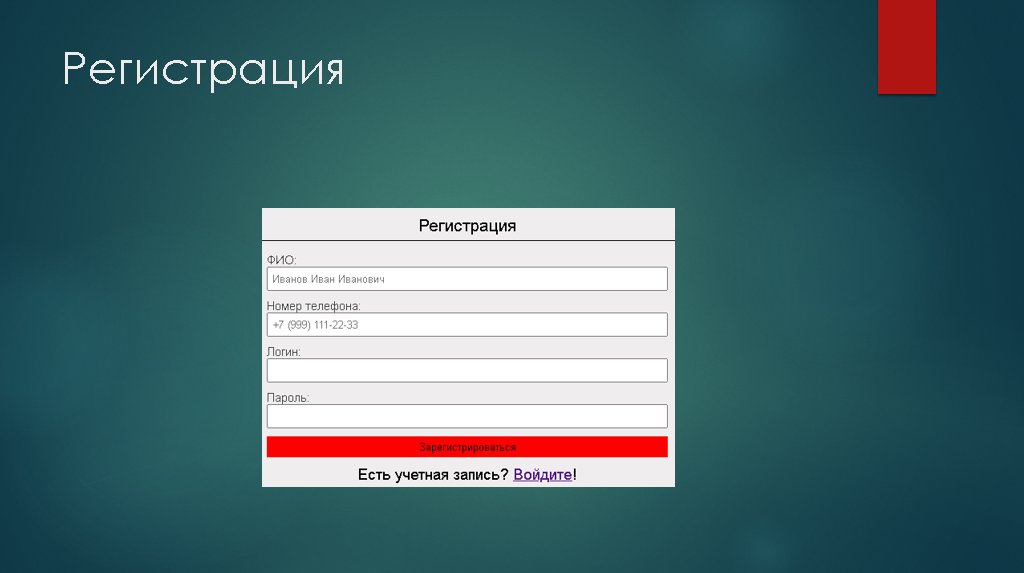 Регистрация
Регистрация
ФИО:
Иванов Иван Иванович
Номер телефона:
+7 (999) 111-22-33
Логин:
Пароль:
Зарегистрироваться
Есть учетная запись? Войдите!